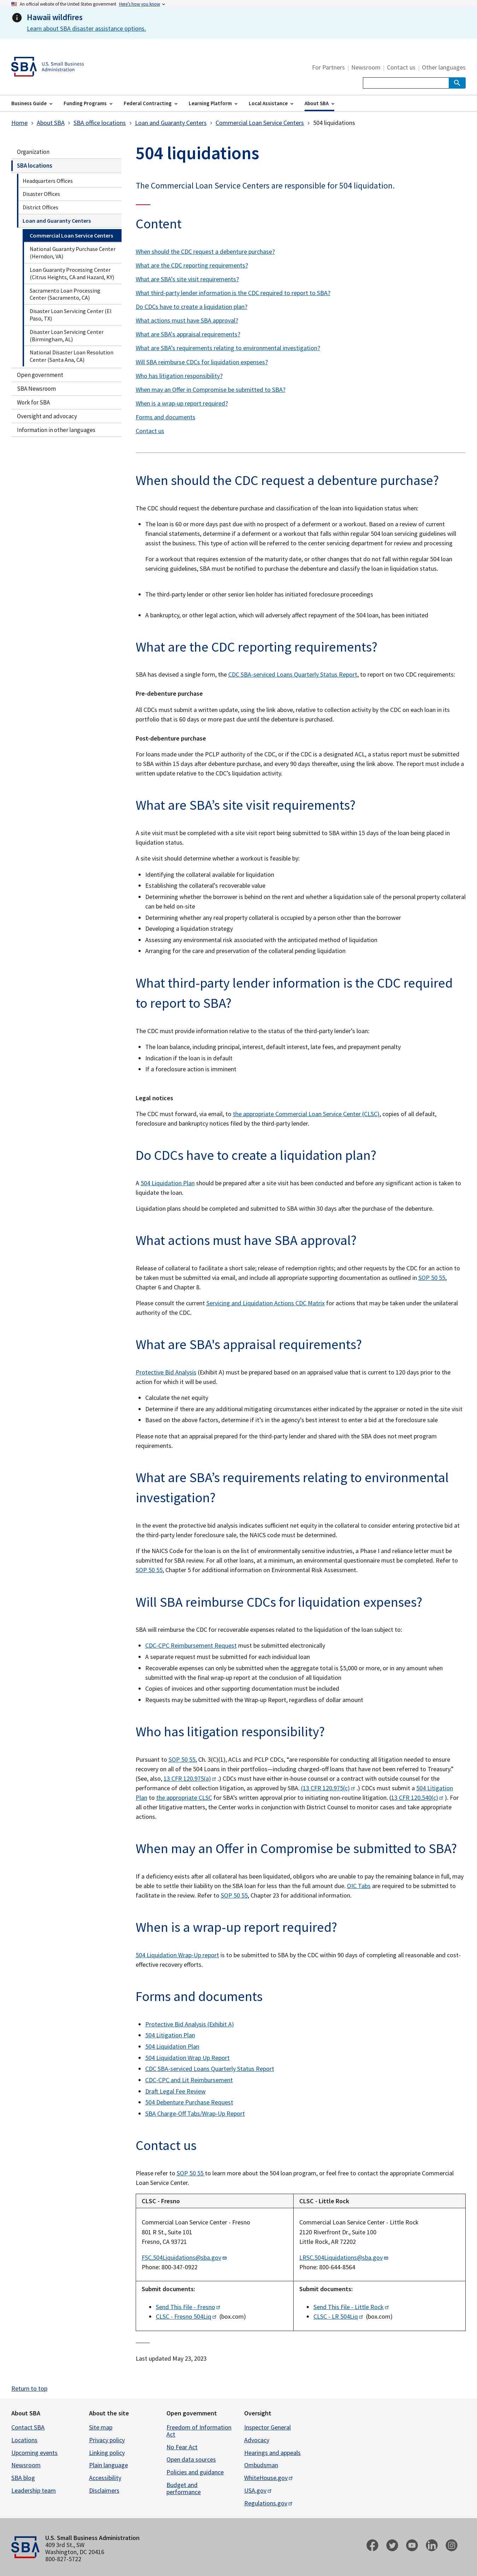 An official website of the United States government Here's how you know
Hawaii wildfires
Learn about SBA disaster assistance options.
SBA U.S. Small Business
Administration
For Partners | Newsroom | Contact us | Other languages
Business Guide Funding Programs Federal Contracting Learning Platform Local Assistance About SBA
Home › About SBA › SBA office locations › Loan and Guaranty Centers › Commercial Loan Service Centers › 504 liquidations
Organization
SBA locations
Headquarters Offices
Disaster Offices
District Offices
Loan and Guaranty Centers
Commercial Loan Service Centers
National Guaranty Purchase Center
(Herndon, VA)
Loan Guaranty Processing Center
(Citrus Heights, CA and Hazard, KY)
Sacramento Loan Processing
Center (Sacramento, CA)
Disaster Loan Servicing Center (El
Paso, TX)
Disaster Loan Servicing Center
(Birmingham, AL)
National Disaster Loan Resolution
Center (Santa Ana, CA)
Open government
SBA Newsroom
Work for SBA
Oversight and advocacy
Information in other languages
504 liquidations
The Commercial Loan Service Centers are responsible for 504 liquidation.
Content
When should the CDC request a debenture purchase?
What are the CDC reporting requirements?
What are SBA's site visit requirements?
What third-party lender information is the CDC required to report to SBA?
Do CDCs have to create a liquidation plan?
What actions must have SBA approval?
What are SBA's appraisal requirements?
What are SBA's requirements relating to environmental investigation?
Will SBA reimburse CDCs for liquidation expenses?
Who has litigation responsibility?
When may an Offer in Compromise be submitted to SBA?
When is a wrap-up report required?
Forms and documents
Contact us
When should the CDC request a debenture purchase?
The CDC should request the debenture purchase and classification of the loan into liquidation status when:
• The loan is 60 or more days past due with no prospect of a deferment or a workout. Based on a review of current
financial statements, determine if a deferment or a workout that falls within regular 504 loan servicing guidelines will
assist the business. This type of action will be referred to the center servicing department for review and processing
For a workout that requires extension of the maturity date, or other changes that do not fall within regular 504 loan
servicing guidelines, SBA must be notified to purchase the debenture and classify the loan in liquidation status.
• The third-party lender or other senior lien holder has initiated foreclosure proceedings
• A bankruptcy, or other legal action, which will adversely affect repayment of the 504 loan, has been initiated
What are the CDC reporting requirements?
SBA has devised a single form, the CDC SBA-serviced Loans Quarterly Status Report, to report on two CDC requirements:
Pre-debenture purchase
All CDCs must submit a written update, using the link above, relative to collection activity by the CDC on each loan in its
portfolio that is 60 days or more past due where no debenture is purchased.
Post-debenture purchase
For loans made under the PCLP authority of the CDC, or if the CDC is a designated ACL, a status report must be submitted
to SBA within 15 days after debenture purchase, and every 90 days thereafter, using the link above. The report must include a
written update relative to the CDC's liquidation activity.
What are SBA's site visit requirements?
A site visit must be completed with a site visit report being submitted to SBA within 15 days of the loan being placed in
liquidation status.
A site visit should determine whether a workout is feasible by:
• Identifying the collateral available for liquidation
• Establishing the collateral's recoverable value
• Determining whether the borrower is behind on the rent and whether a liquidation sale of the personal property collateral
can be held on-site
• Determining whether any real property collateral is occupied by a person other than the borrower
• Developing a liquidation strategy
• Assessing any environmental risk associated with the anticipated method of liquidation
• Arranging for the care and preservation of the collateral pending liquidation
What third-party lender information is the CDC required
to report to SBA?
The CDC must provide information relative to the status of the third-party lender's loan:
• The loan balance, including principal, interest, default interest, late fees, and prepayment penalty
• Indication if the loan is in default
• If a foreclosure action is imminent
Legal notices
The CDC must forward, via email, to the appropriate Commercial Loan Service Center (CLSC), copies of all default,
foreclosure and bankruptcy notices filed by the third-party lender.
Do CDCs have to create a liquidation plan?
A 504 Liquidation Plan should be prepared after a site visit has been conducted and before any significant action is taken to
liquidate the loan.
Liquidation plans should be completed and submitted to SBA within 30 days after the purchase of the debenture.
What actions must have SBA approval?
Release of collateral to facilitate a short sale; release of redemption rights; and other requests by the CDC for an action to
be taken must be submitted via email, and include all appropriate supporting documentation as outlined in SOP 50 55,
Chapter 6 and Chapter 8.
Please consult the current Servicing and Liquidation Actions CDC Matrix for actions that may be taken under the unilateral
authority of the CDC.
What are SBA's appraisal requirements?
Protective Bid Analysis (Exhibit A) must be prepared based on an appraised value that is current to 120 days prior to the
action for which it will be used.
• Calculate the net equity
• Determine if there are any additional mitigating circumstances either indicated by the appraiser or noted in the site visit
• Based on the above factors, determine if it's in the agency's best interest to enter a bid at the foreclosure sale
Please note that an appraisal prepared for the third-party lender and shared with the SBA does not meet program
requirements.
What are SBA's requirements relating to environmental
investigation?
In the event the protective bid analysis indicates sufficient net equity in the collateral to consider entering protective bid at
the third-party lender foreclosure sale, the NAICS code must be determined.
If the NAICS Code for the loan is on the list of environmentally sensitive industries, a Phase I and reliance letter must be
submitted for SBA review. For all other loans, at a minimum, an environmental questionnaire must be completed. Refer to
SOP 50 55, Chapter 5 for additional information on Environmental Risk Assessment.
Will SBA reimburse CDCs for liquidation expenses?
SBA will reimburse the CDC for recoverable expenses related to the liquidation of the loan subject to:
• CDC-CPC Reimbursement Request must be submitted electronically
• A separate request must be submitted for each individual loan
• Recoverable expenses can only be submitted when the aggregate total is $5,000 or more, or in any amount when
submitted with the final wrap-up report at the conclusion of all liquidation
• Copies of invoices and other supporting documentation must be included
• Requests may be submitted with the Wrap-up Report, regardless of dollar amount
Who has litigation responsibility?
Pursuant to SOP 50 55, Ch. 3(C)(1), ACLs and PCLP CDCs, "are responsible for conducting all litigation needed to ensure
recovery on all of the 504 Loans in their portfolios—including charged-off loans that have been referred to Treasury."
(See, also, 13 CFR 120.975(a) .) CDCs must have either in-house counsel or a contract with outside counsel for the
performance of debt collection litigation, as approved by SBA. (13 CFR 120.975(c) .) CDCs must submit a 504 Litigation
Plan to the appropriate CLSC for SBA's written approval prior to initiating non-routine litigation. (13 CFR 120.540(c) ). For
all other litigative matters, the Center works in conjunction with District Counsel to monitor cases and take appropriate
actions.
When may an Offer in Compromise be submitted to SBA?
If a deficiency exists after all collateral has been liquidated, obligors who are unable to pay the remaining balance in full, may
be able to settle their liability on the SBA loan for less than the full amount due. OIC Tabs are required to be submitted to
facilitate in the review. Refer to SOP 50 55, Chapter 23 for additional information.
When is a wrap-up report required?
504 Liquidation Wrap-Up report is to be submitted to SBA by the CDC within 90 days of completing all reasonable and cost-
effective recovery efforts.
Forms and documents
• Protective Bid Analysis (Exhibit A)
• 504 Litigation Plan
• 504 Liquidation Plan
• 504 Liquidation Wrap Up Report
• CDC SBA-serviced Loans Quarterly Status Report
• CDC-CPC and Lit Reimbursement
• Draft Legal Fee Review
• 504 Debenture Purchase Request
• SBA Charge-Off Tabs/Wrap-Up Report
Contact us
Please refer to SOP 50 55 to learn more about the 504 loan program, or feel free to contact the appropriate Commercial
Loan Service Center.
CLSC - Fresno CLSC - Little Rock
Commercial Loan Service Center - Fresno
801 R St., Suite 101
Fresno, CA 93721
FSC.504Liquidations@sba.gov
Phone: 800-347-0922
Commercial Loan Service Center - Little Rock
2120 Riverfront Dr., Suite 100
Little Rock, AR 72202
LRSC.504Liquidations@sba.gov
Phone: 800-644-8564
Submit documents:
• Send This File - Fresno
• CLSC - Fresno 504Liq (box.com)
Submit documents:
• Send This File - Little Rock
• CLSC - LR 504Liq (box.com)
Last updated May 23, 2023
Return to top
About SBA
Contact SBA
Locations
Upcoming events
Newsroom
SBA blog
Leadership team
About the site
Site map
Privacy policy
Linking policy
Plain language
Accessibility
Disclaimers
Open government
Freedom of Information
Act
No Fear Act
Open data sources
Policies and guidance
Budget and
performance
Oversight
Inspector General
Advocacy
Hearings and appeals
Ombudsman
WhiteHouse.gov
USA.gov
Regulations.gov
SBA
U.S. Small Business Administration
409 3rd St., SW
Washington, DC 20416
800-827-5722